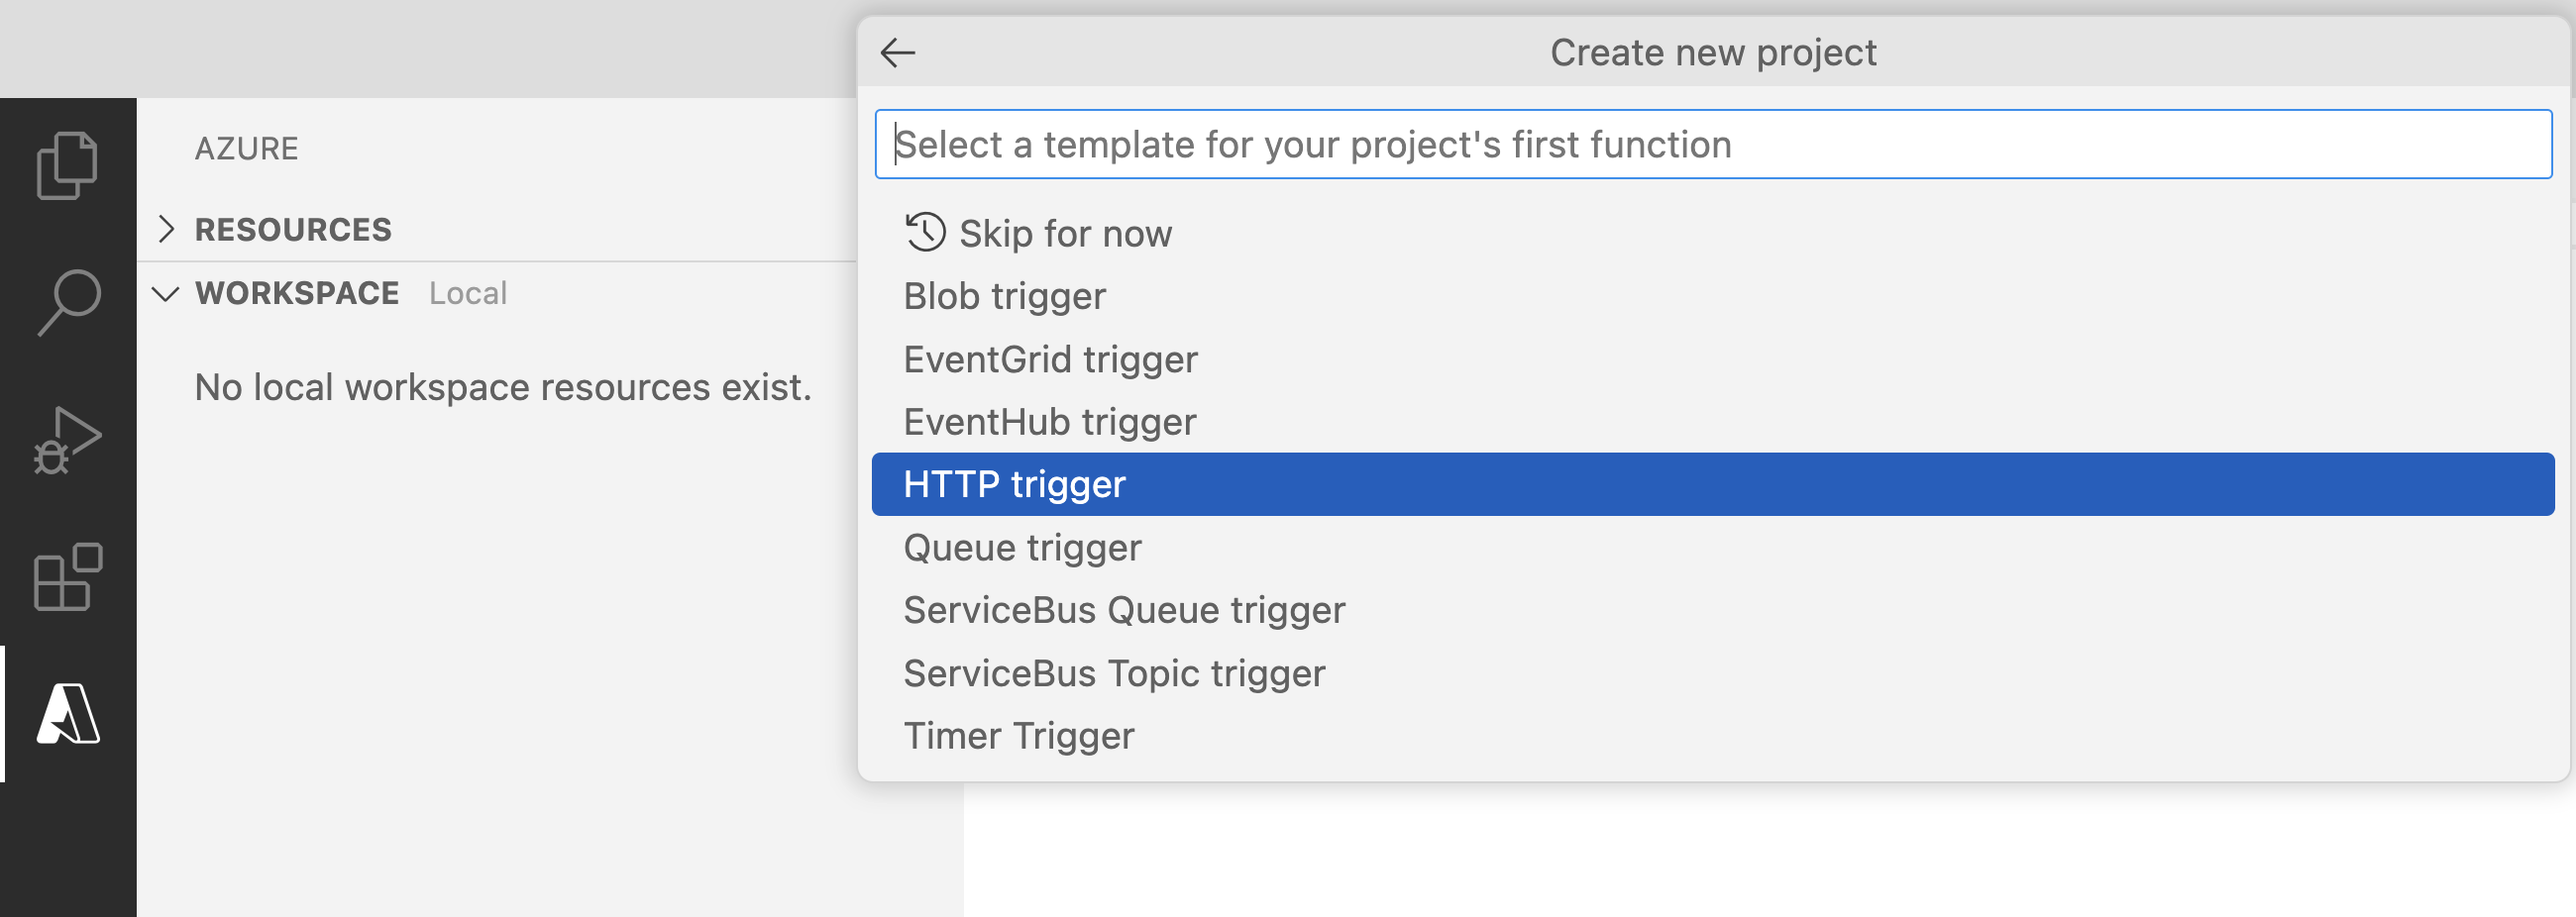 Create new project
Select a template for your project's first function
AZURE
RESOURCES
WORKSPACE Local
No local workspace resources exist.
Skip for now
Blob trigger
EventGrid trigger
EventHub trigger
HTTP trigger
Queue trigger
ServiceBus Queue trigger
ServiceBus Topic trigger
Timer Trigger